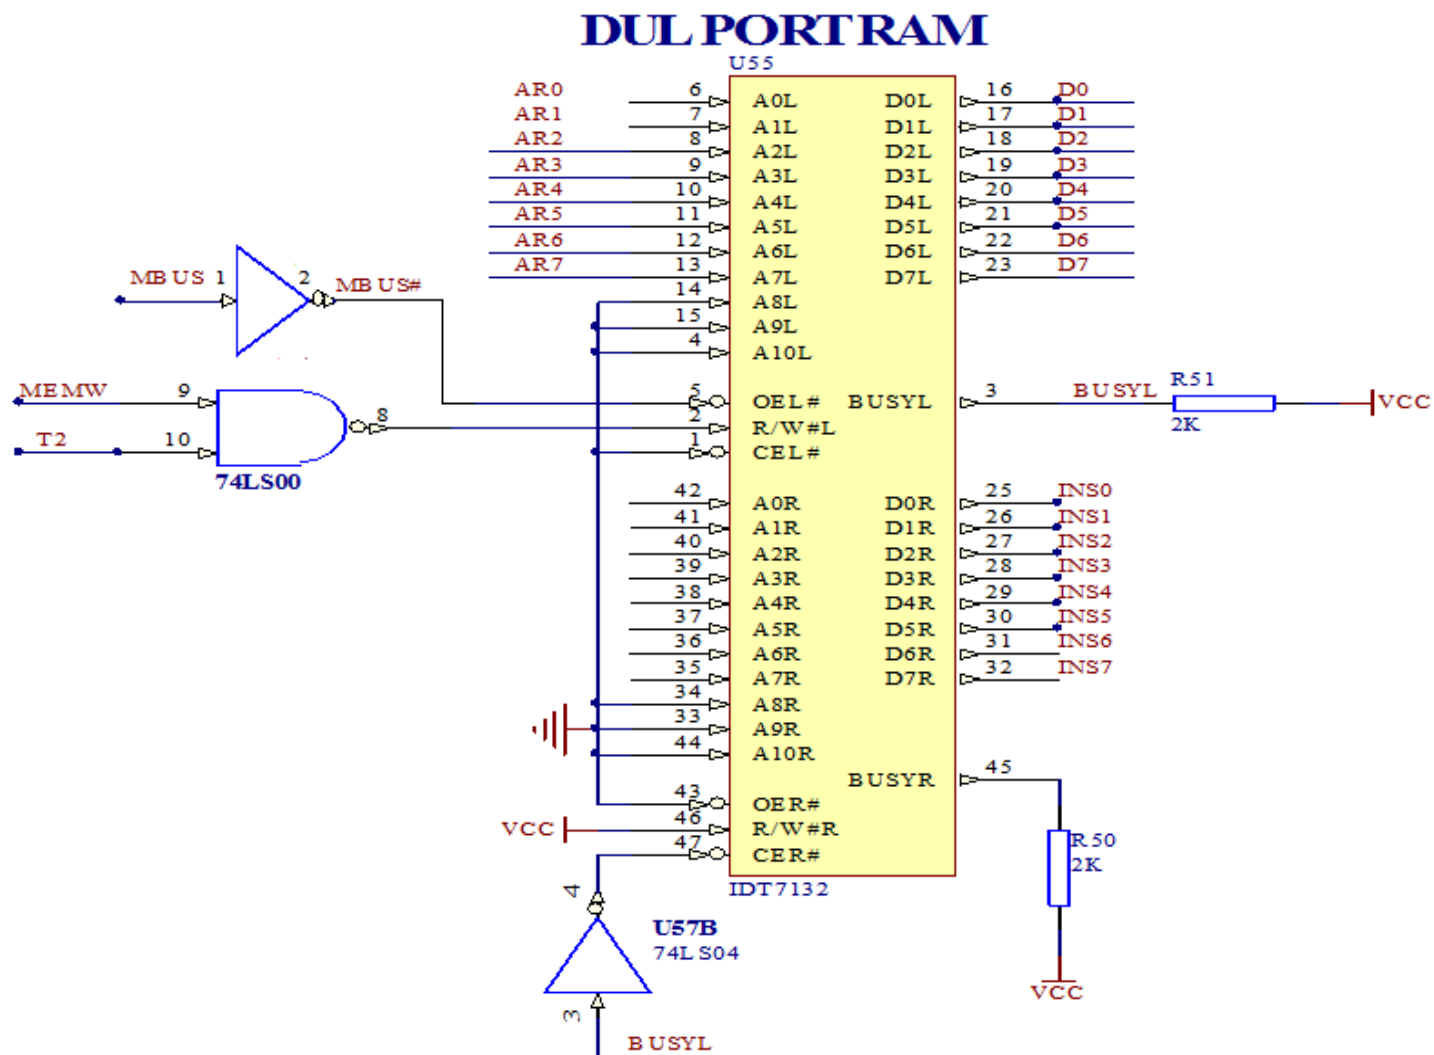 DUL PORT RAM
U55
AR0 6 A0L D0L 16 D0
AR1 7 A1L D1L 17 D1
AR2 8 A2L D2L 18 D2
AR3 9 A3L D3L 19 D3
AR4 10 A4L D4L 20 D4
AR5 11 A5L D5L 21 D5
AR6 12 A6L D6L 22 D6
AR7 13 A7L D7L 23 D7
MBUS 1 2 MBUS#
14 A8L
15 A9L
4 A10L
MEMW 9
8
T2 10
74LS00
5 OEL# BUSYL 3 BUSYL R51
2K
VCC
2 R/W#L
1 CEL#
42 A0R D0R 25 INS0
41 A1R D1R 26 INS1
40 A2R D2R 27 INS2
39 A3R D3R 28 INS3
38 A4R D4R 29 INS4
37 A5R D5R 30 INS5
36 A6R D6R 31 INS6
35 A7R D7R 32 INS7
34 A8R
33 A9R
44 A10R
BUSYR 45
43 OER#
VCC 46 R/W#R
47 CER#
R50
2K
VCC
IDT7132
4
U57B
74LS04
3
BUSYL